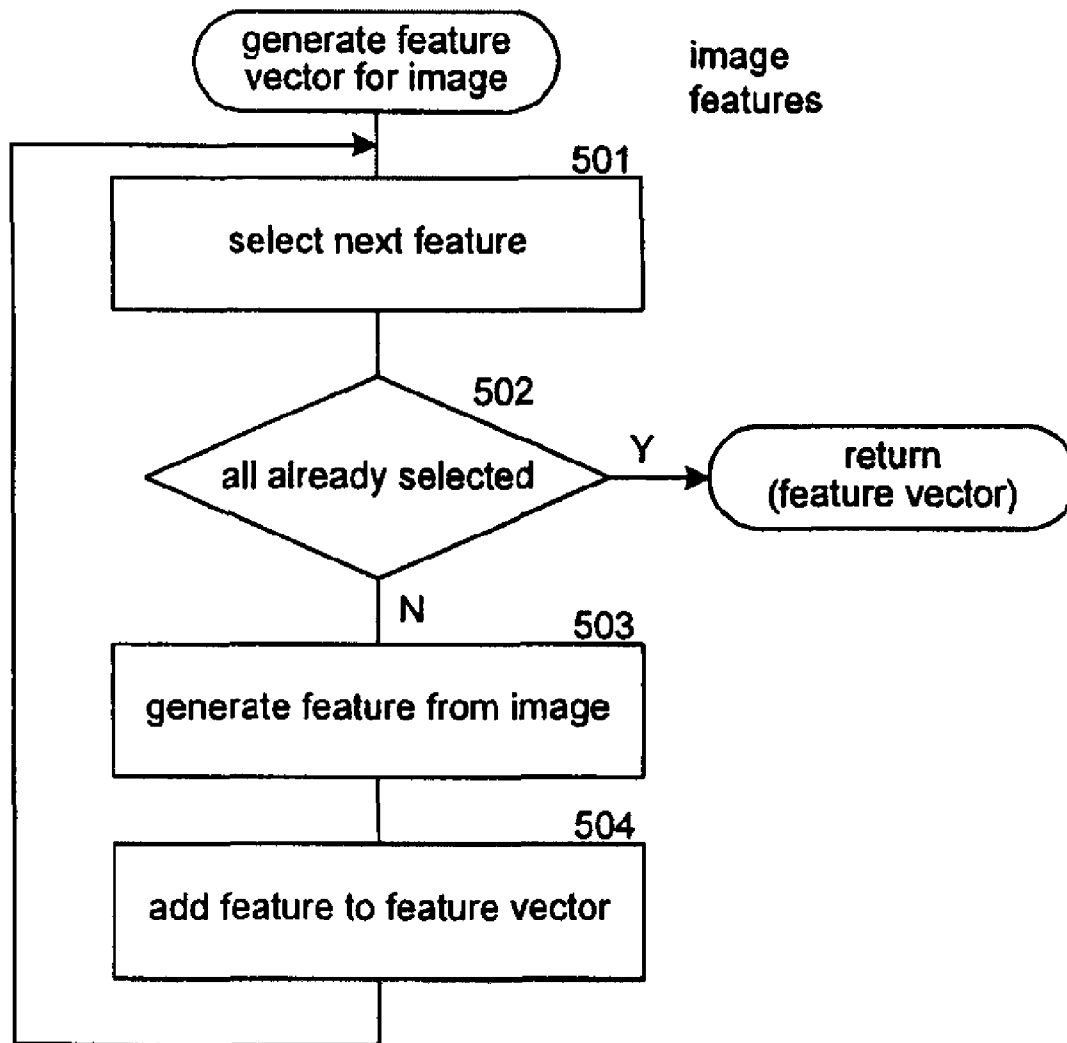 generate feature
vector for image
image
features
501
select next feature
502
all already selected
Y
return
(feature vector)
N
503
generate feature from image
504
add feature to feature vector